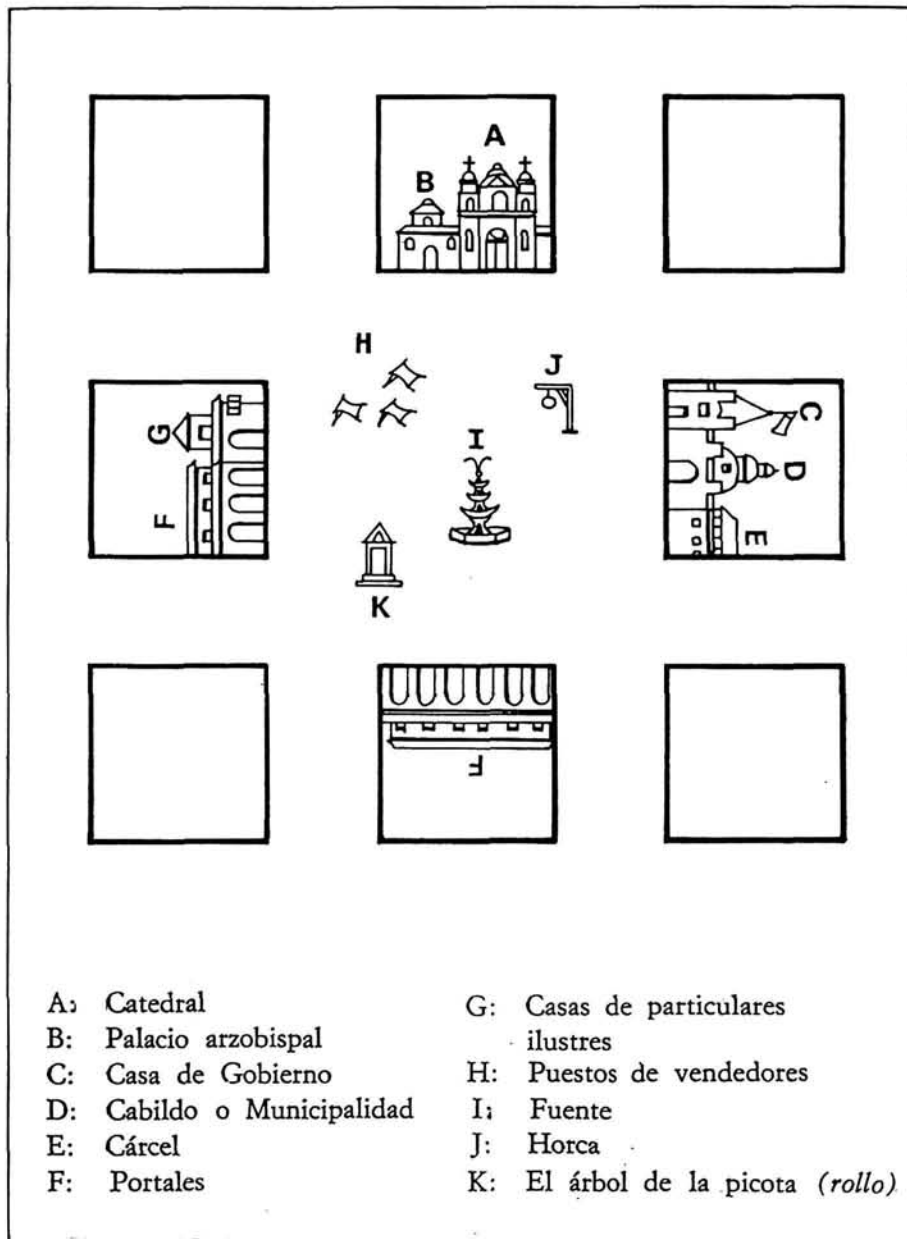 A
B
H
J
C
G
I
D
F
E
K
F
A: Catedral
B: Palacio arzobispal
C: Casa de Gobierno
D: Cabildo o Municipalidad
E: Cárcel
F: Portales
G: Casas de particulares
ilustres
H: Puestos de vendedores
I: Fuente
J: Horca
K: El árbol de la picota (rollo)